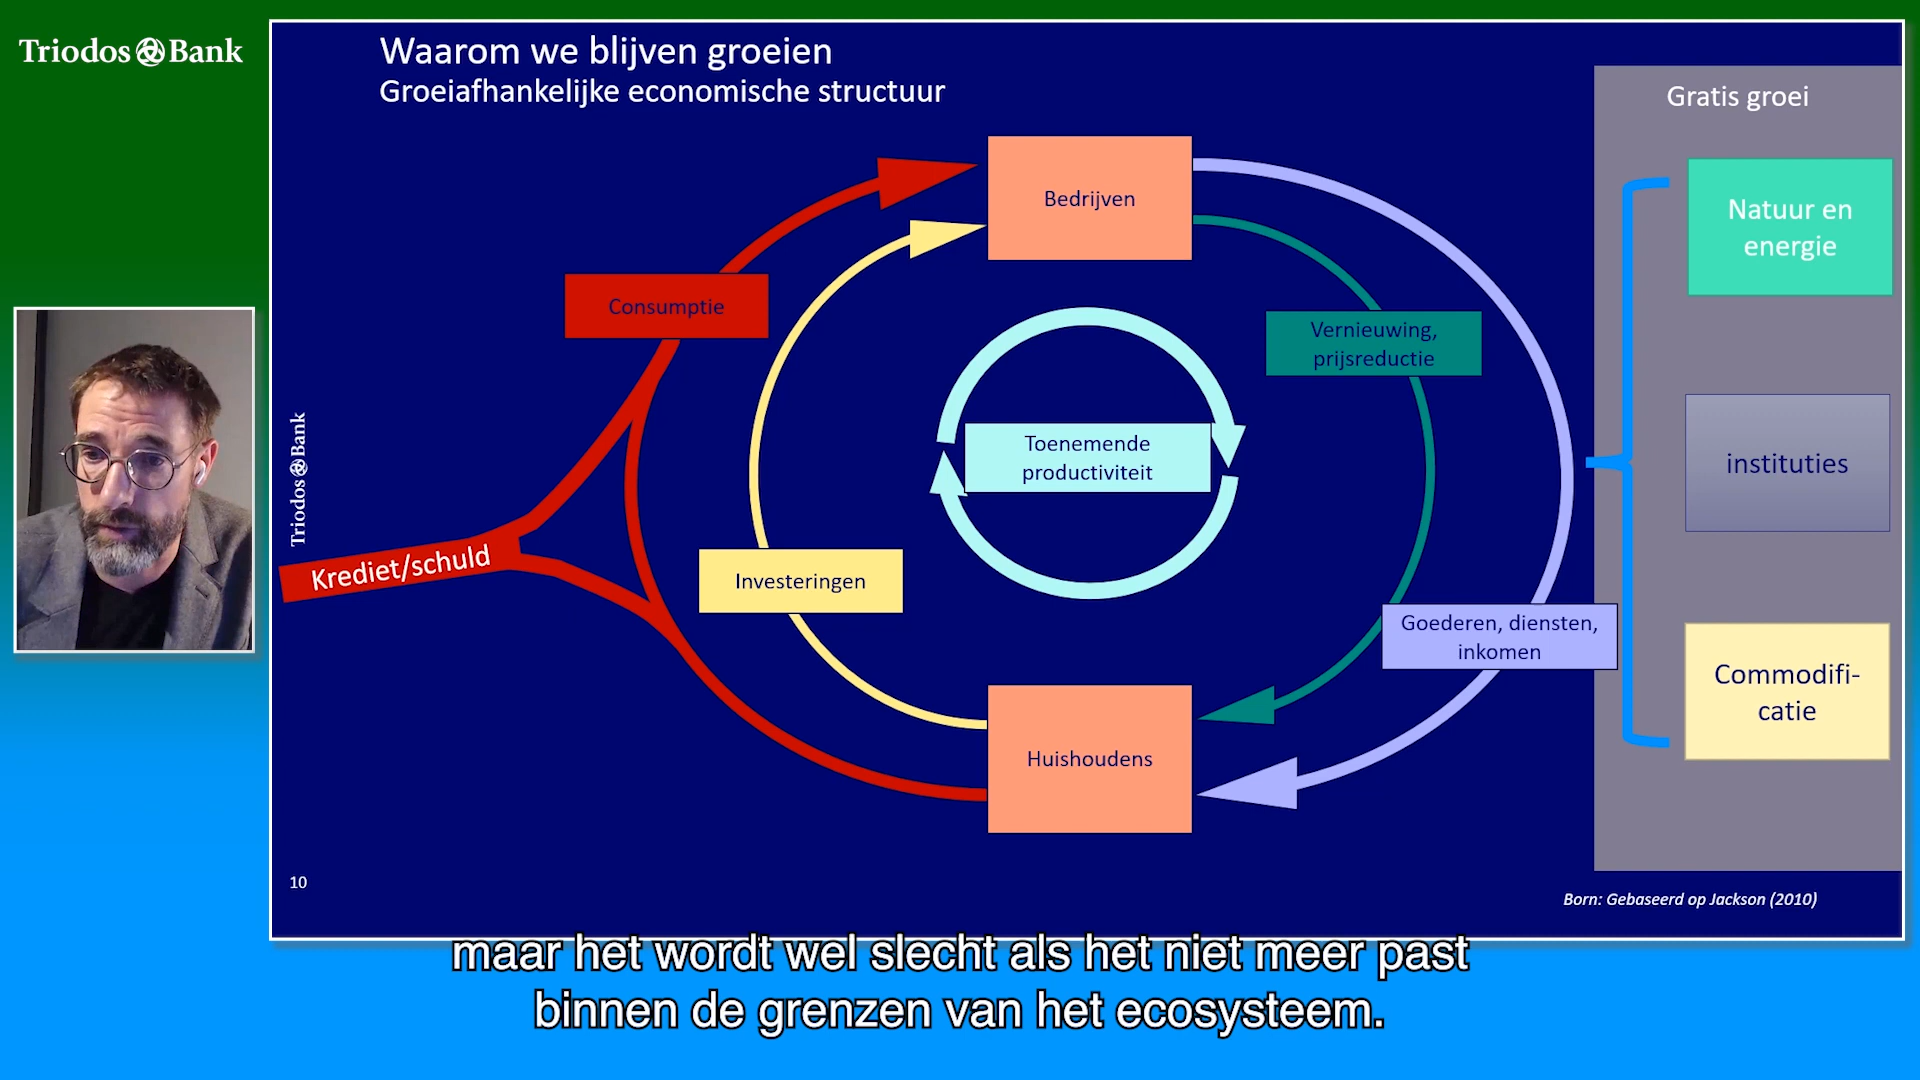 Triodos Bank
Waarom we blijven groeien
Groeiafhankelijke economische structuur
Gratis groei
Bedrijven
Natuur en
energie
Consumptie
Vernieuwing,
prijsreductie
Toenemende
productiviteit
instituties
Triodos Bank
Krediet/schuld
Investeringen
Goederen, diensten,
inkomen
Commodifi-
catie
Huishoudens
10
Born: Gebaseerd op Jackson (2010)
maar het wordt wel slecht als het niet meer past
binnen de grenzen van het ecosysteem.